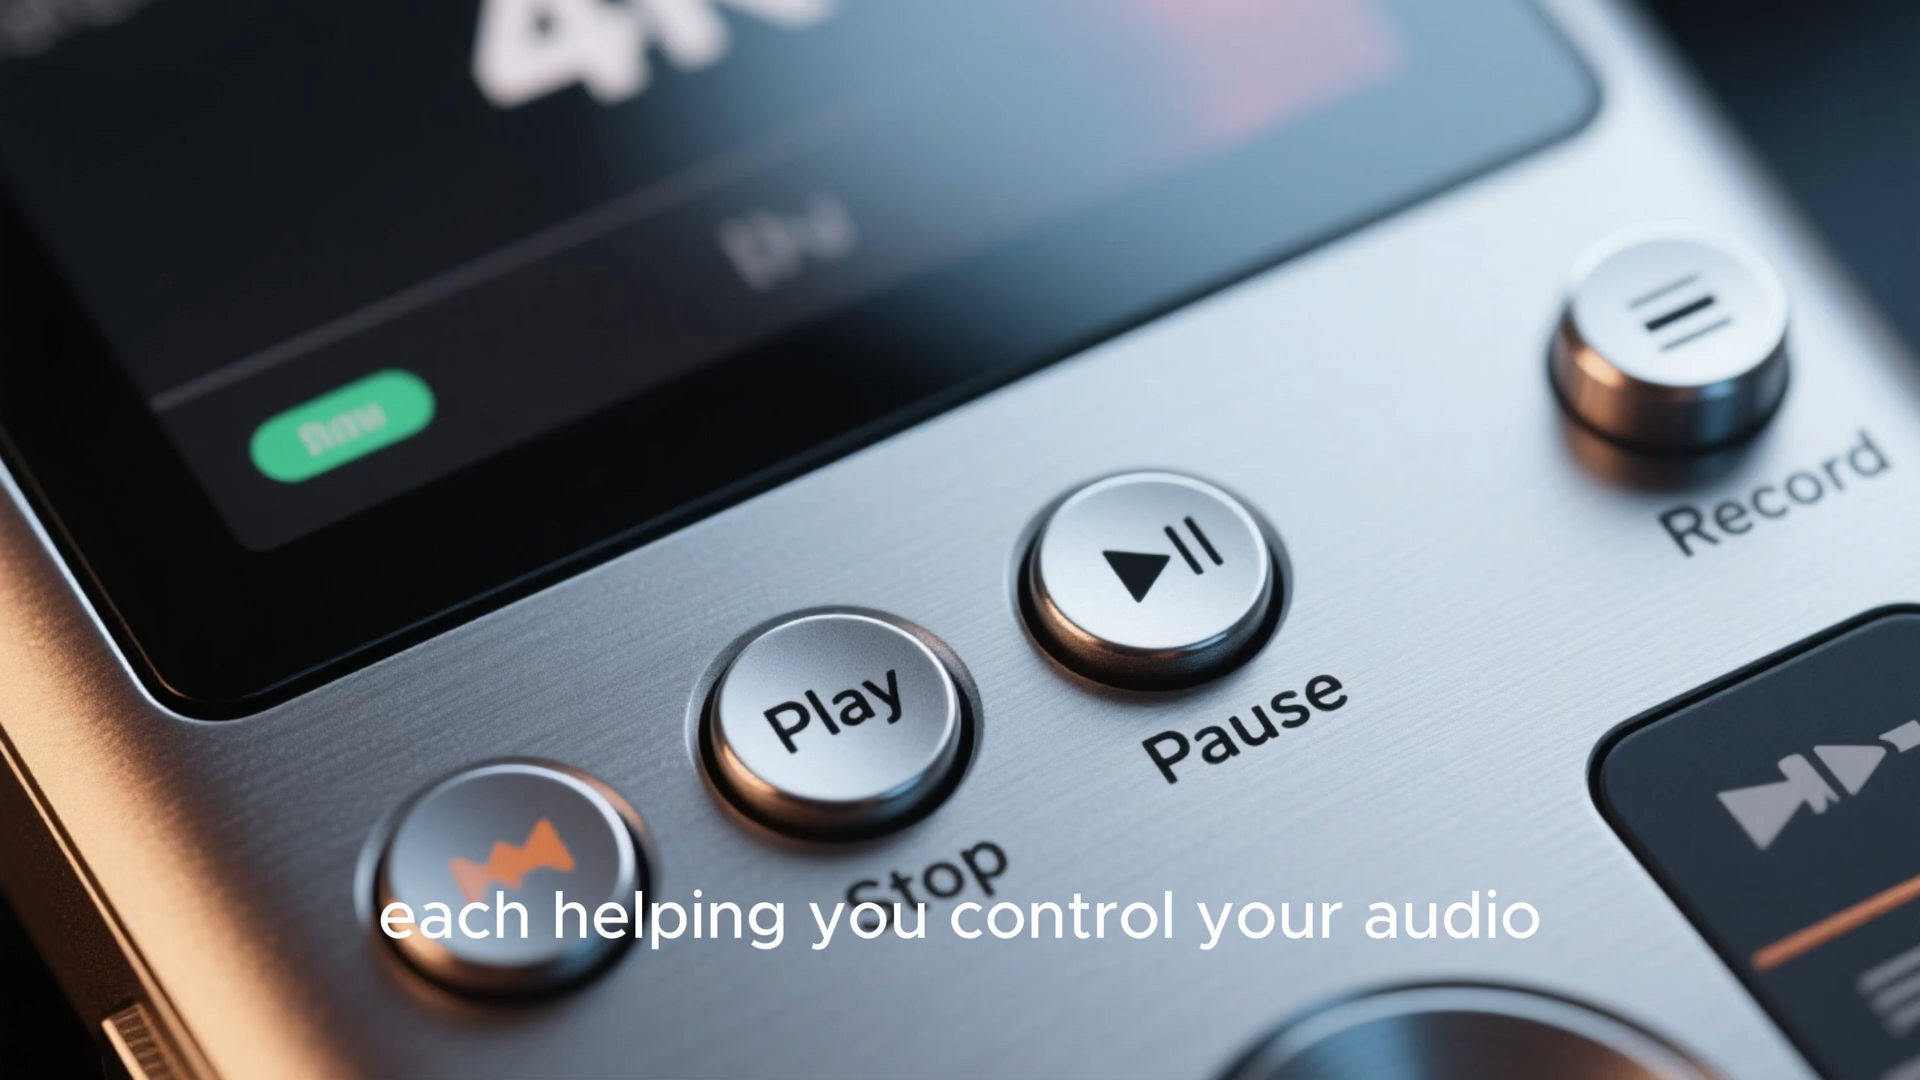 Record
Play
Pause
Stop
each helping you control your audio